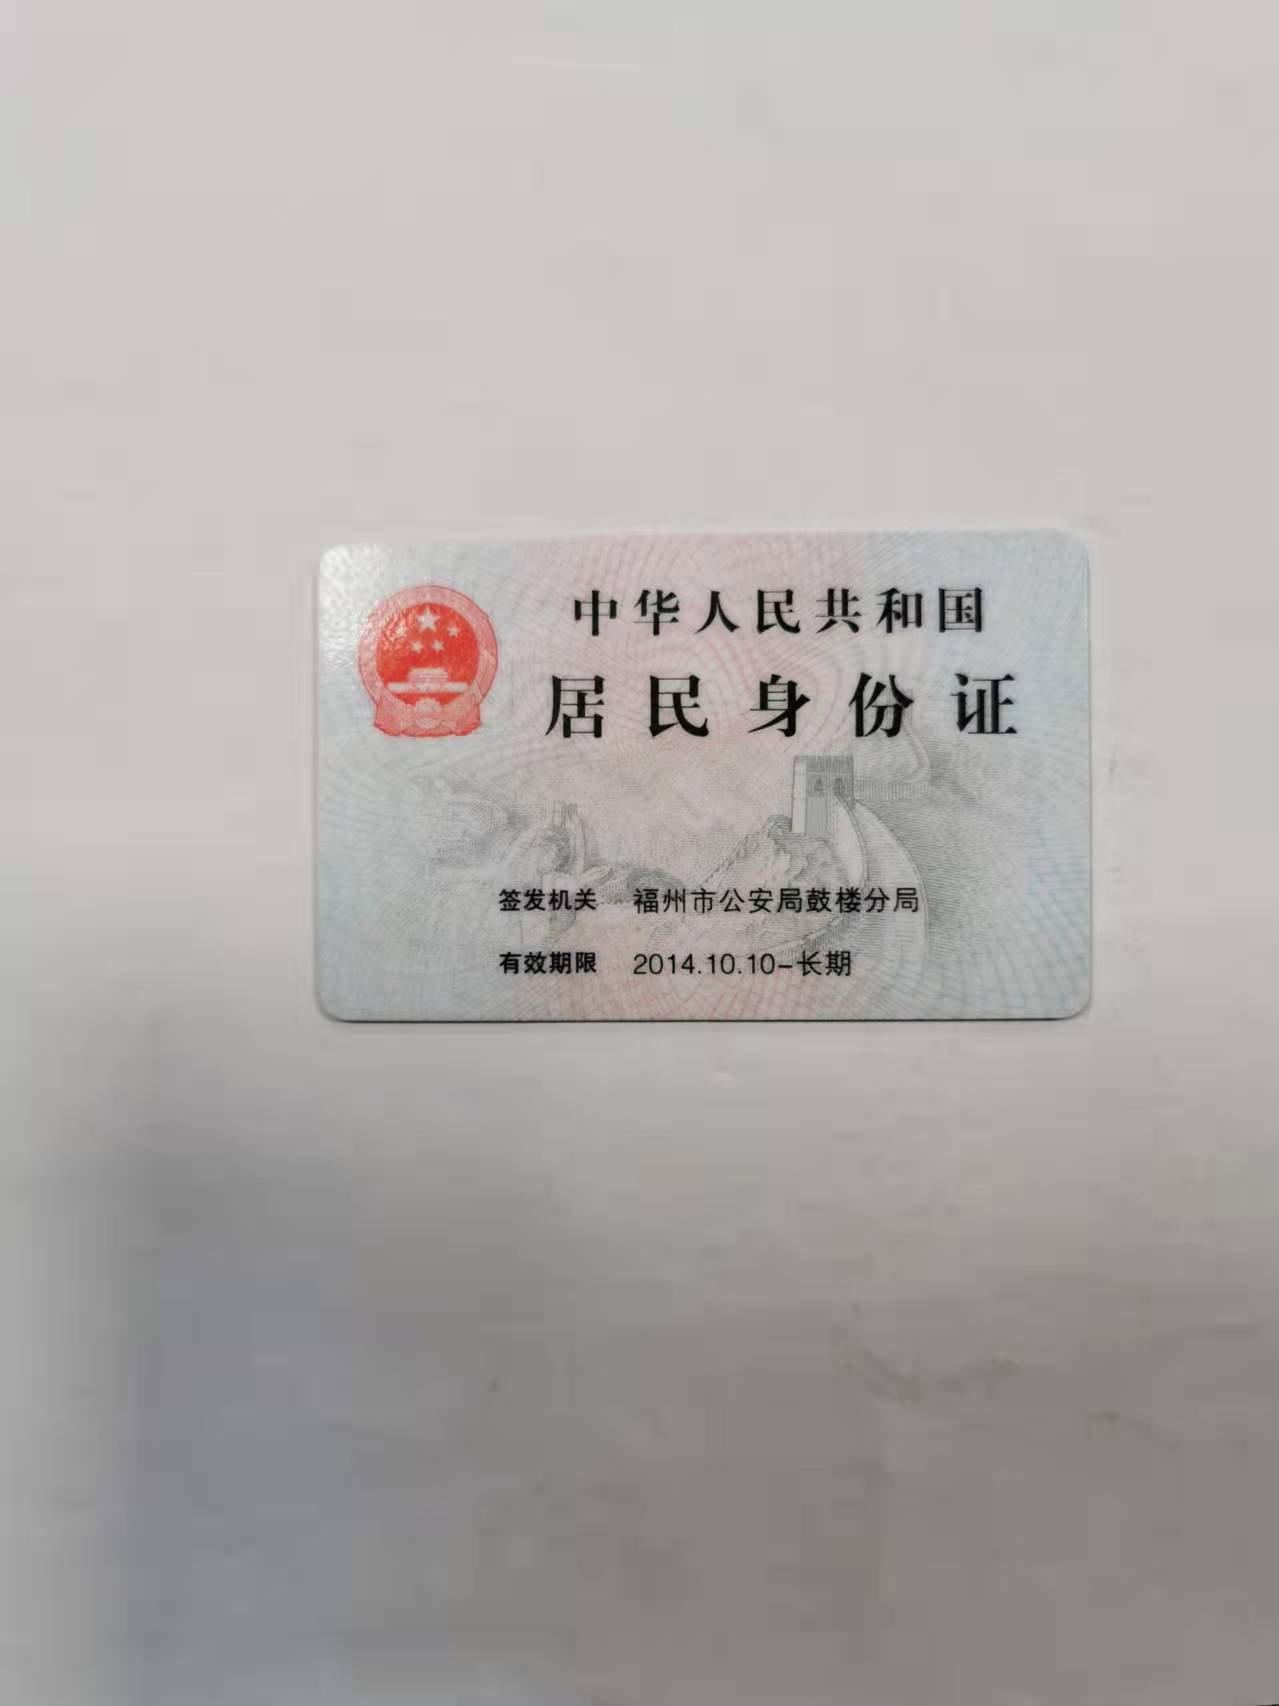 中华人民共和国
居民身份证
签发机关 福州市公安局鼓楼分局
有效期限 2014.10.10-长期